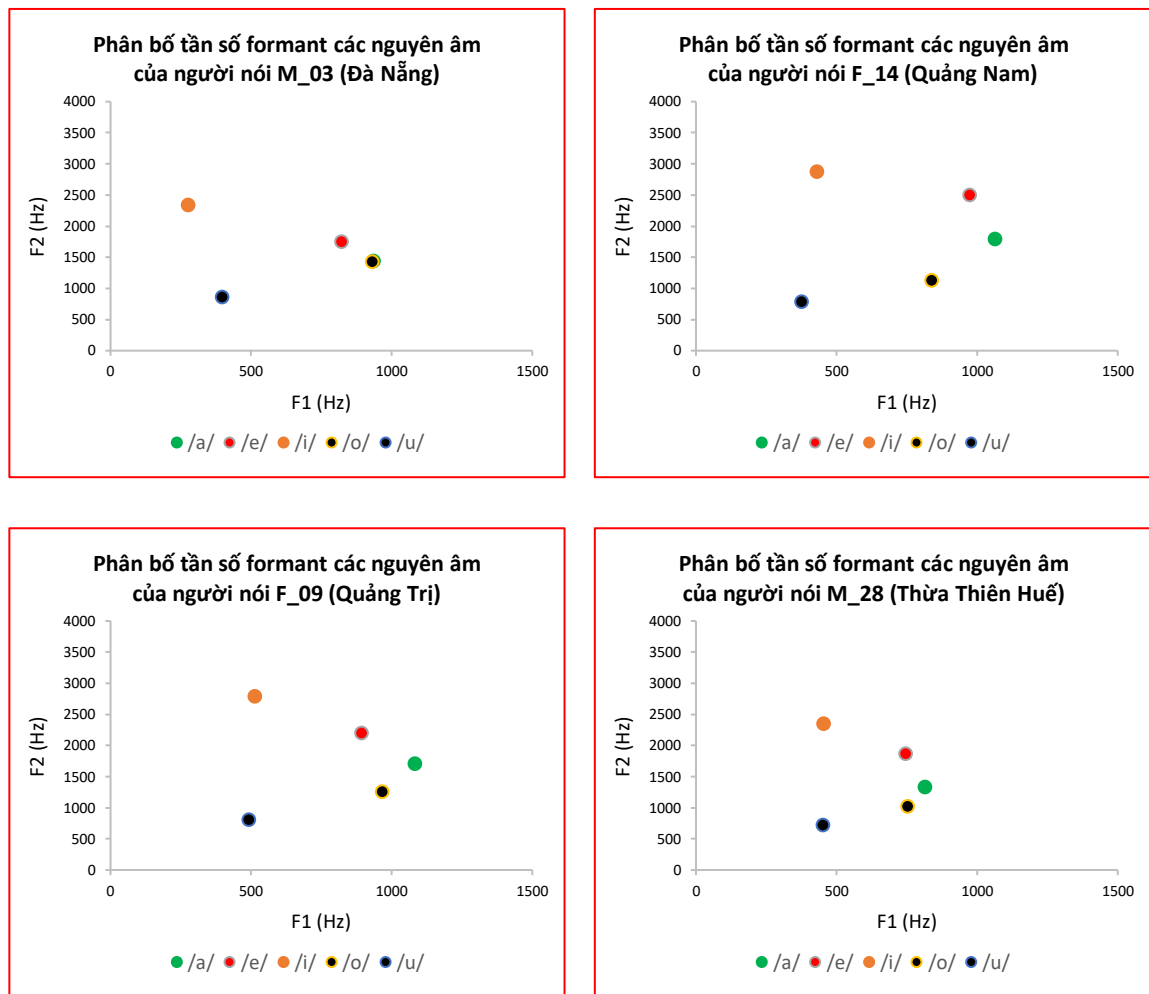 Phân bố tần số formant các nguyên âm
của người nói M_03 (Đà Nẵng)
4000
3500
3000
2500
2000
1500
1000
500
0
F2 (Hz)
0 500 1000 1500
F1 (Hz)
/a/ /e/ /i/ /o/ /u/
Phân bố tần số formant các nguyên âm
của người nói F_14 (Quảng Nam)
4000
3500
3000
2500
2000
1500
1000
500
0
F2 (Hz)
0 500 1000 1500
F1 (Hz)
/a/ /e/ /i/ /o/ /u/
Phân bố tần số formant các nguyên âm
của người nói F_09 (Quảng Trị)
4000
3500
3000
2500
2000
1500
1000
500
0
F2 (Hz)
0 500 1000 1500
F1 (Hz)
/a/ /e/ /i/ /o/ /u/
Phân bố tần số formant các nguyên âm
của người nói M_28 (Thừa Thiên Huế)
4000
3500
3000
2500
2000
1500
1000
500
0
F2 (Hz)
0 500 1000 1500
F1 (Hz)
/a/ /e/ /i/ /o/ /u/